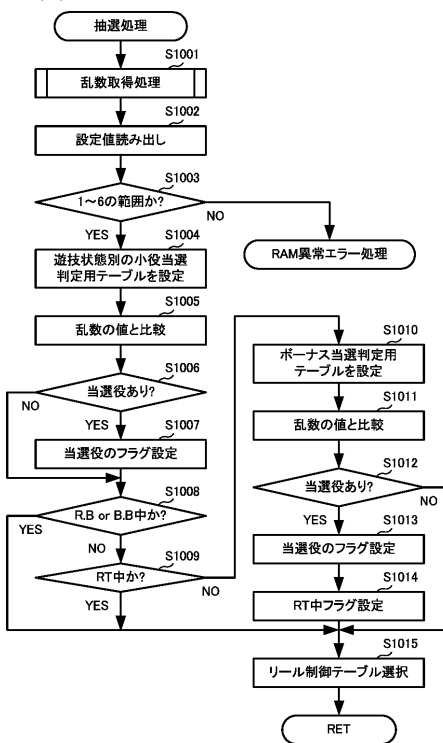 抽選処理
S1001
乱数取得処理
S1002
設定値読み出し
S1003
1～6の範囲か?
NO
YES
RAM異常エラー処理
S1004
遊技状態別の小役当選
判定用テーブルを設定
S1005
乱数の値と比較
S1006
当選役あり?
NO
YES
S1007
当選役のフラグ設定
S1008
R.B or B.B中か?
YES
NO
S1009
RT中か?
NO
YES
S1010
ボーナス当選判定用
テーブルを設定
S1011
乱数の値と比較
S1012
当選役あり?
NO
YES
S1013
当選役のフラグ設定
S1014
RT中フラグ設定
S1015
リール制御テーブル選択
RET